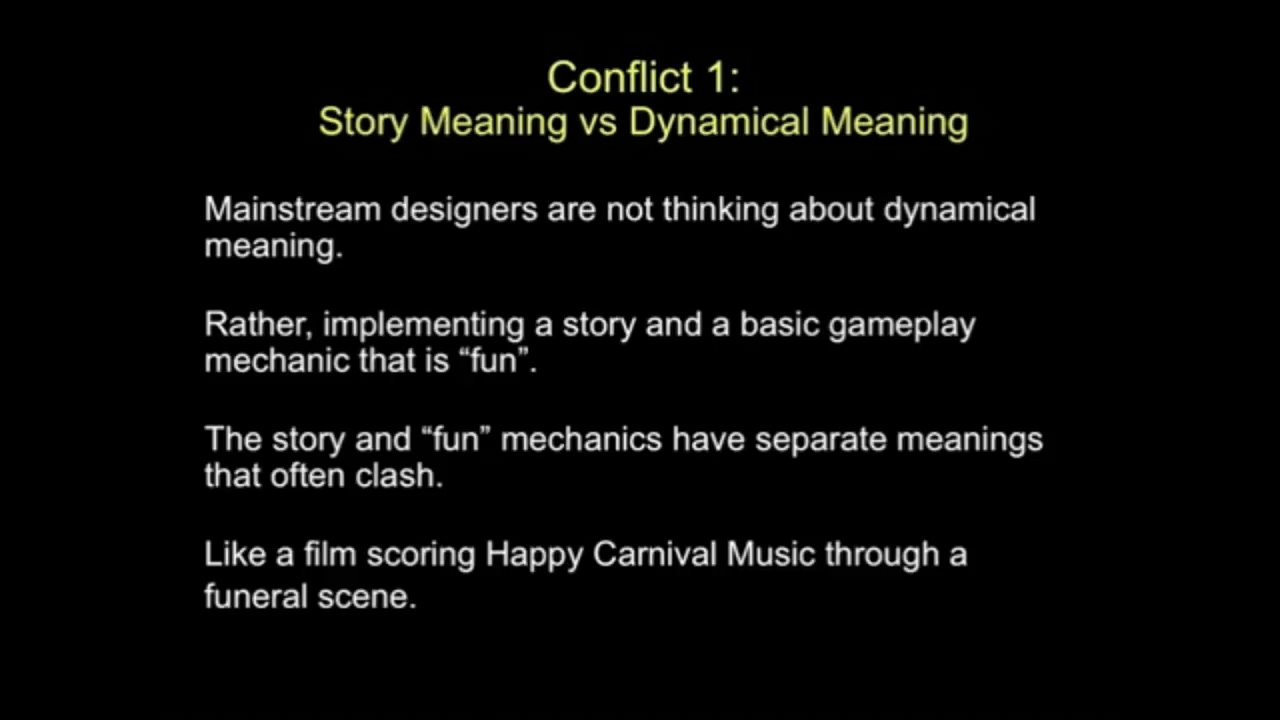 Conflict 1:
Story Meaning vs Dynamical Meaning
Mainstream designers are not thinking about dynamical
meaning.
Rather, implementing a story and a basic gameplay
mechanic that is “fun”.
The story and “fun” mechanics have separate meanings
that often clash.
Like a film scoring Happy Carnival Music through a
funeral scene.